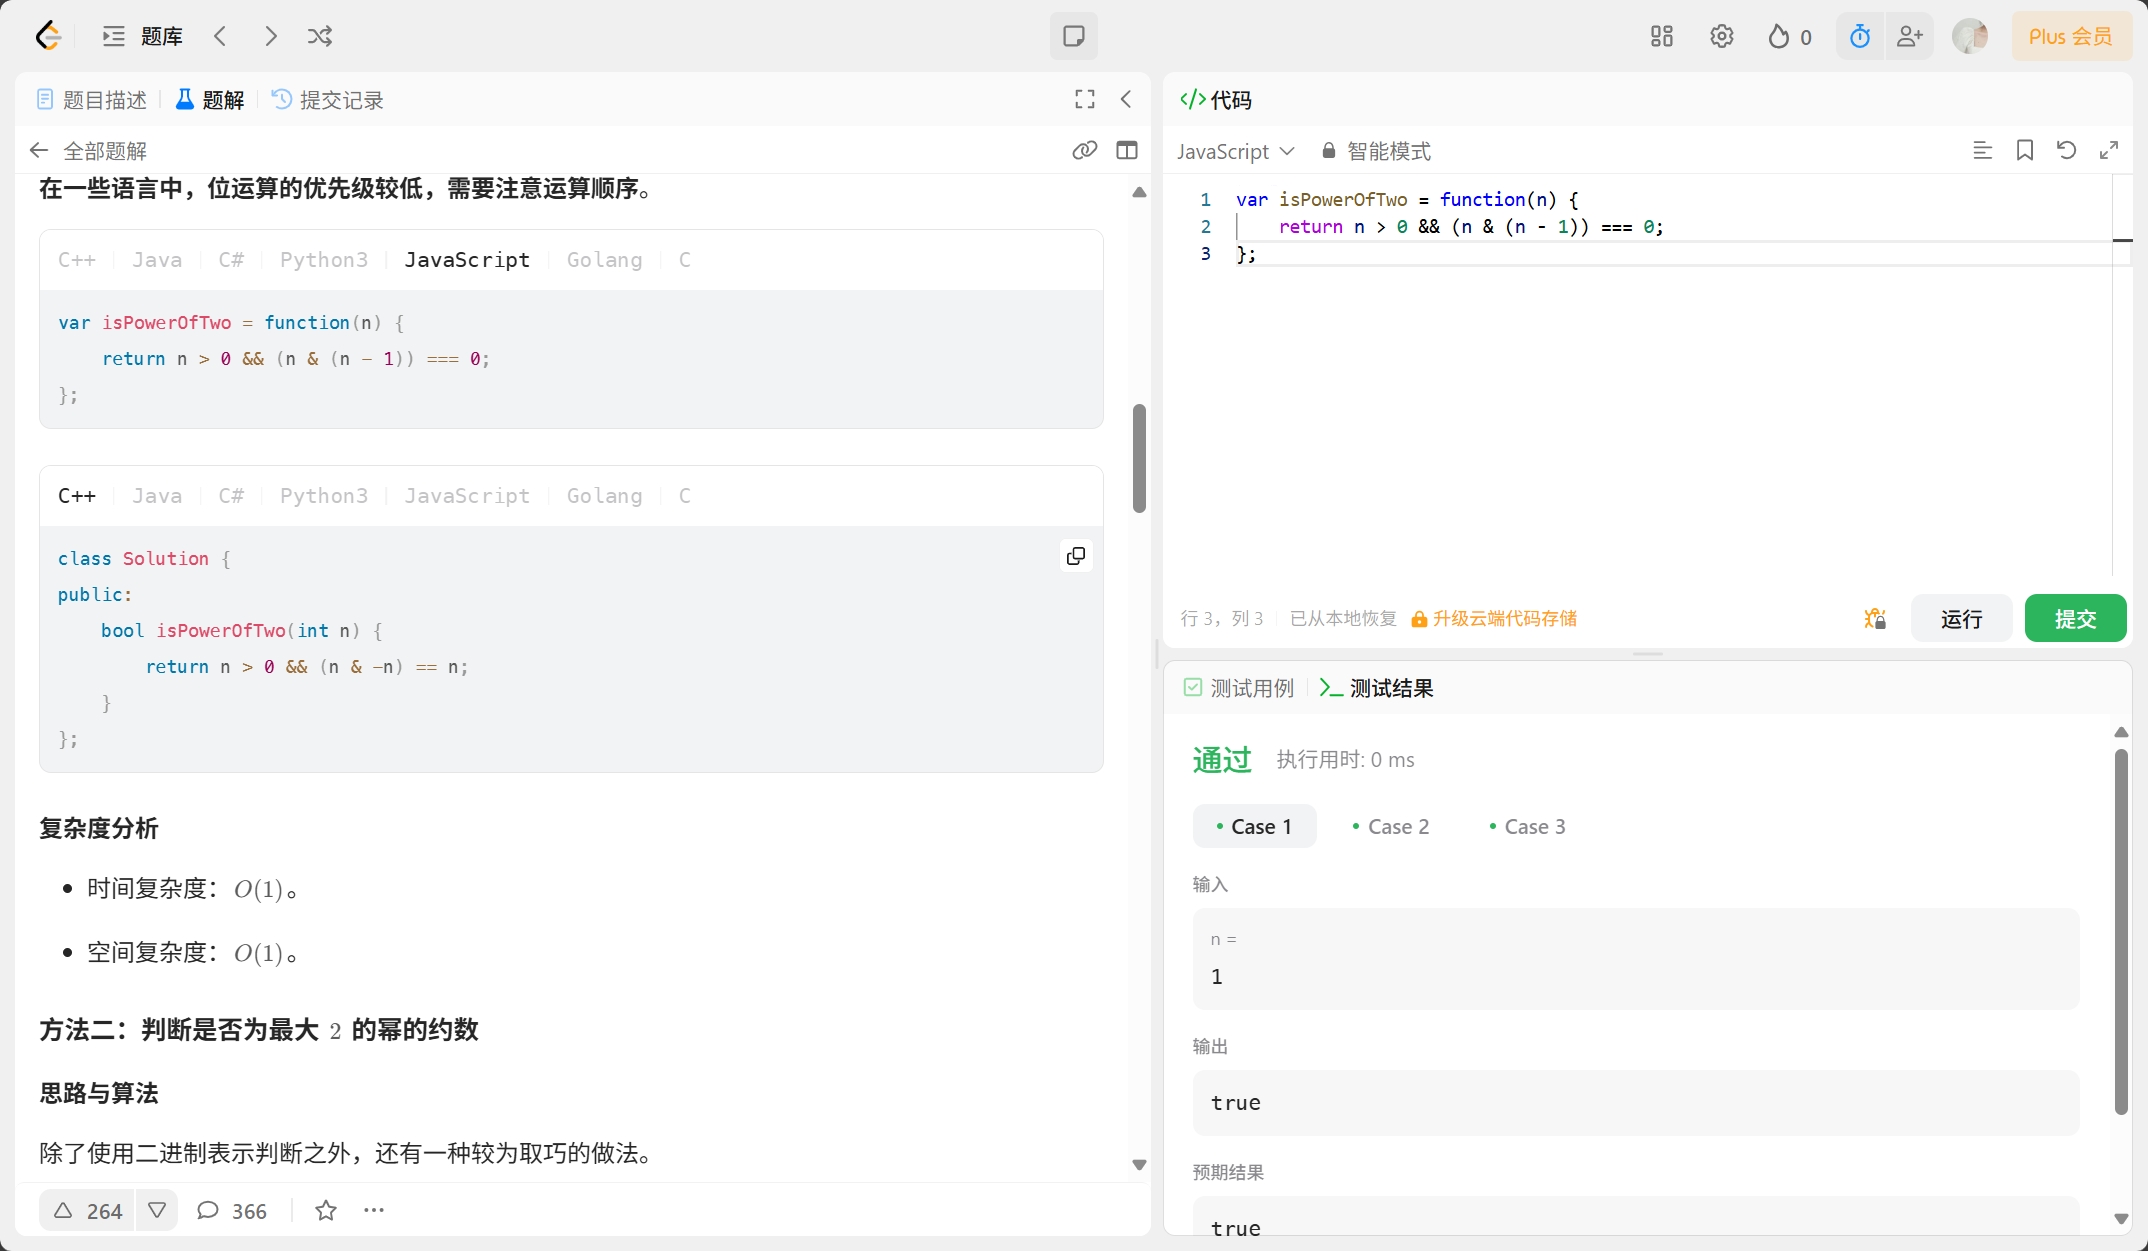 题库
0
Plus 会员
题目描述
题解
提交记录
全部题解
在一些语言中，位运算的优先级较低，需要注意运算顺序。
C++ Java C# Python3 JavaScript Golang C
var isPowerOfTwo = function(n) {
    return n > 0 && (n & (n - 1)) === 0;
};
C++ Java C# Python3 JavaScript Golang C
class Solution {
public:
    bool isPowerOfTwo(int n) {
        return n > 0 && (n & -n) == n;
    }
};
复杂度分析
• 时间复杂度：O(1)。
• 空间复杂度：O(1)。
方法二：判断是否为最大 2 的幂的约数
思路与算法
除了使用二进制表示判断之外，还有一种较为取巧的做法。
264
366
</>代码
JavaScript 智能模式
1 var isPowerOfTwo = function(n) {
2     return n > 0 && (n & (n - 1)) === 0;
3 };
行 3，列 3 已从本地恢复 升级云端代码存储
运行
提交
测试用例
测试结果
通过 执行用时: 0 ms
• Case 1 • Case 2 • Case 3
输入
n =
1
输出
true
预期结果
true